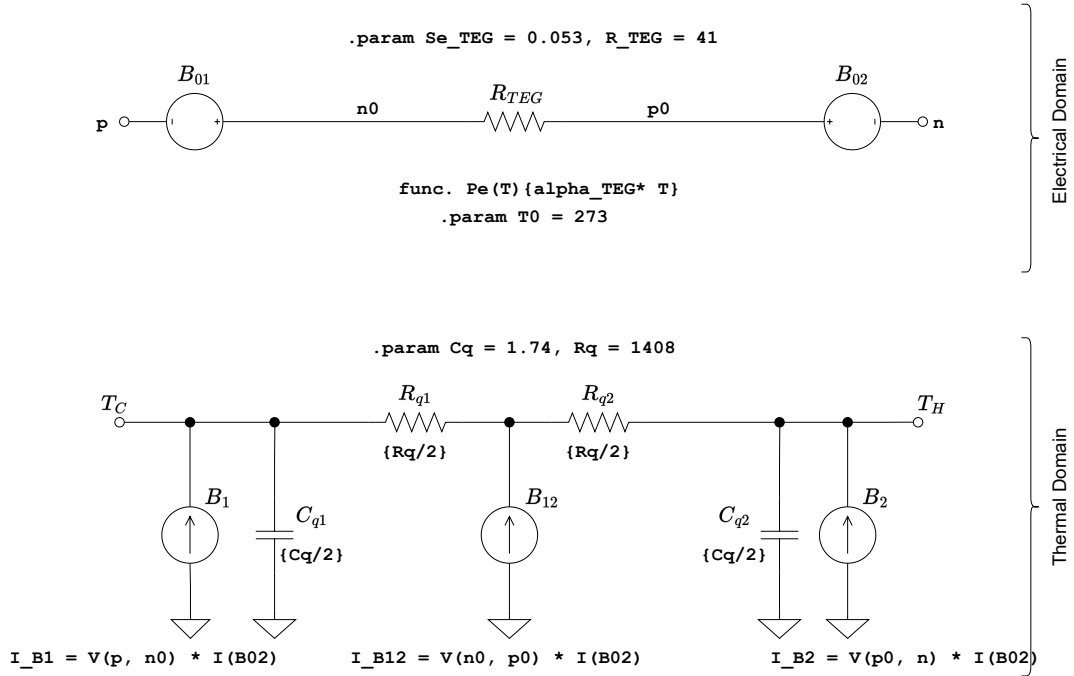 .param Se_TEG = 0.053, R_TEG = 41
B01
B02
RTEG
n0
p0
p
- +
+ -
n
func. Pe(T){alpha_TEG* T}
.param T0 = 273
Electrical Domain
.param Cq = 1.74, Rq = 1408
TC
Rq1
Rq2
TH
{Rq/2}
{Rq/2}
B1
Cq1
B12
Cq2
B2
{Cq/2}
{Cq/2}
Thermal Domain
I_B1 = V(p, n0) * I(B02)
I_B12 = V(n0, p0) * I(B02)
I_B2 = V(p0, n) * I(B02)